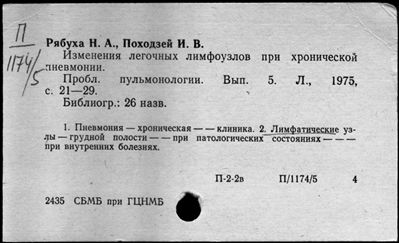 П
1174/5
Рябуха Н. А., Походзей И. В.
Изменения легочных лимфоузлов при хронической
пневмонии.
Пробл. пульмонологии. Вып. 5. Л., 1975,
с. 21—29.
Библиогр.: 26 назв.
1. Пневмония — хроническая — — клиника. 2. Лимфатические уз-
лы — грудной полости — — при патологических состояниях — — —
при внутренних болезнях.
П-2-2в П/1174/5 4
2435 СБМБ при ГЦНМБ